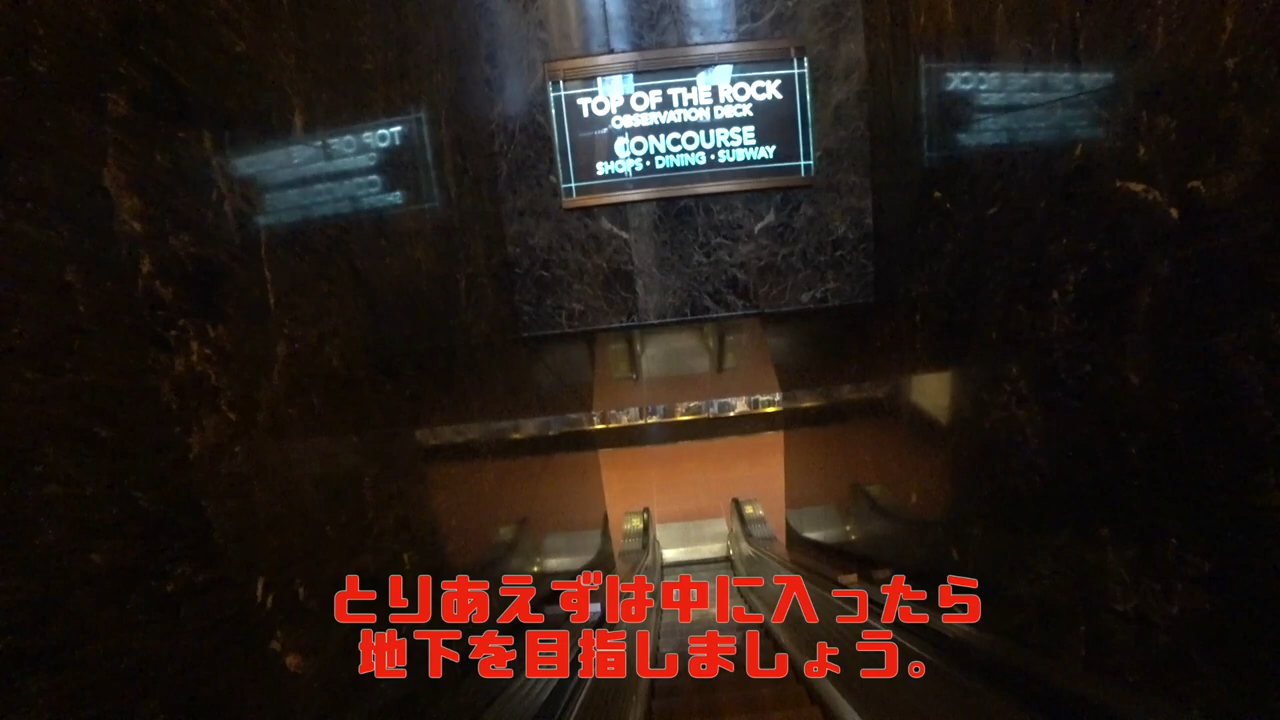 TOP OF THE ROCK
OBSERVATION DECK
CONCOURSE
SHOPS • DINING • SUBWAY
とりあえずは中に入ったら
地下を目指しましょう。